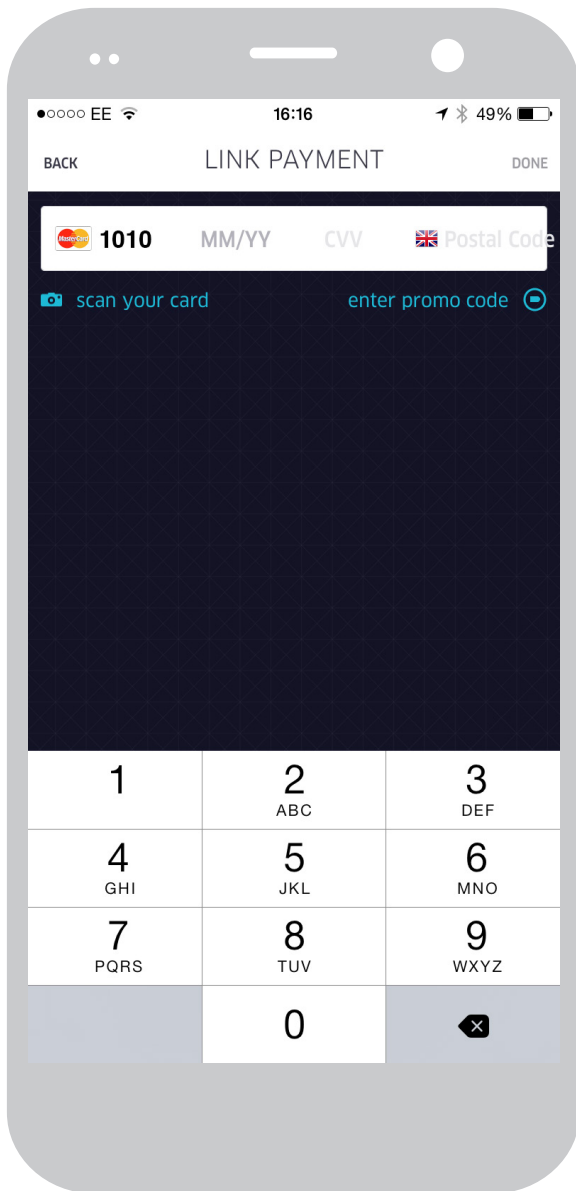 EE 16:16 49%
BACK LINK PAYMENT DONE
MasterCard 1010 MM/YY CVV Postal Code
scan your card enter promo code
1 2 3
ABC DEF
4 5 6
GHI JKL MNO
7 8 9
PQRS TUV WXYZ
0